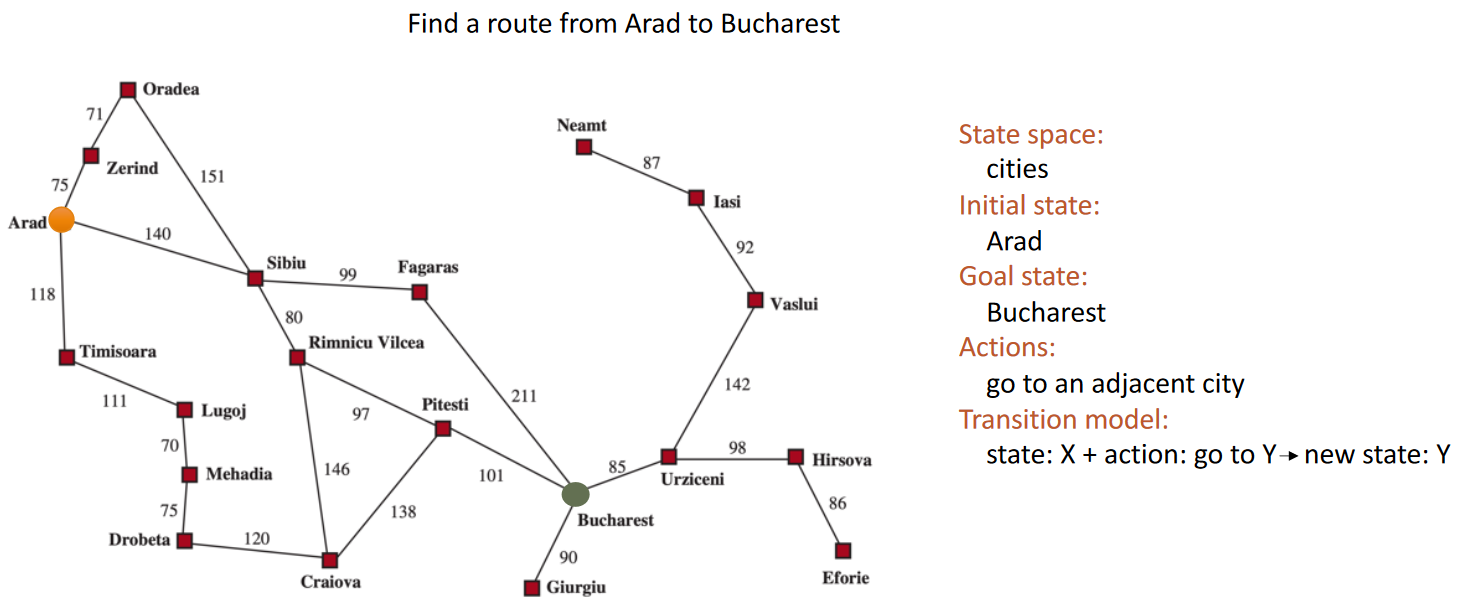 Find a route from Arad to Bucharest
Oradea
71
Neamt
Zerind
87
151
75
Iasi
Arad
140
92
Sibiu
99
Fagaras
118
Vaslui
80
Rimnicu Vilcea
Timisoara
142
111
211
Lugoj
97
Pitesti
70
98
Mehadia
146
101
85
Hirsova
Urziceni
75
138
86
Bucharest
Drobeta
120
90
Craiova
Giurgiu
Eforie
State space:
cities
Initial state:
Arad
Goal state:
Bucharest
Actions:
go to an adjacent city
Transition model:
state: X + action: go to Y → new state: Y